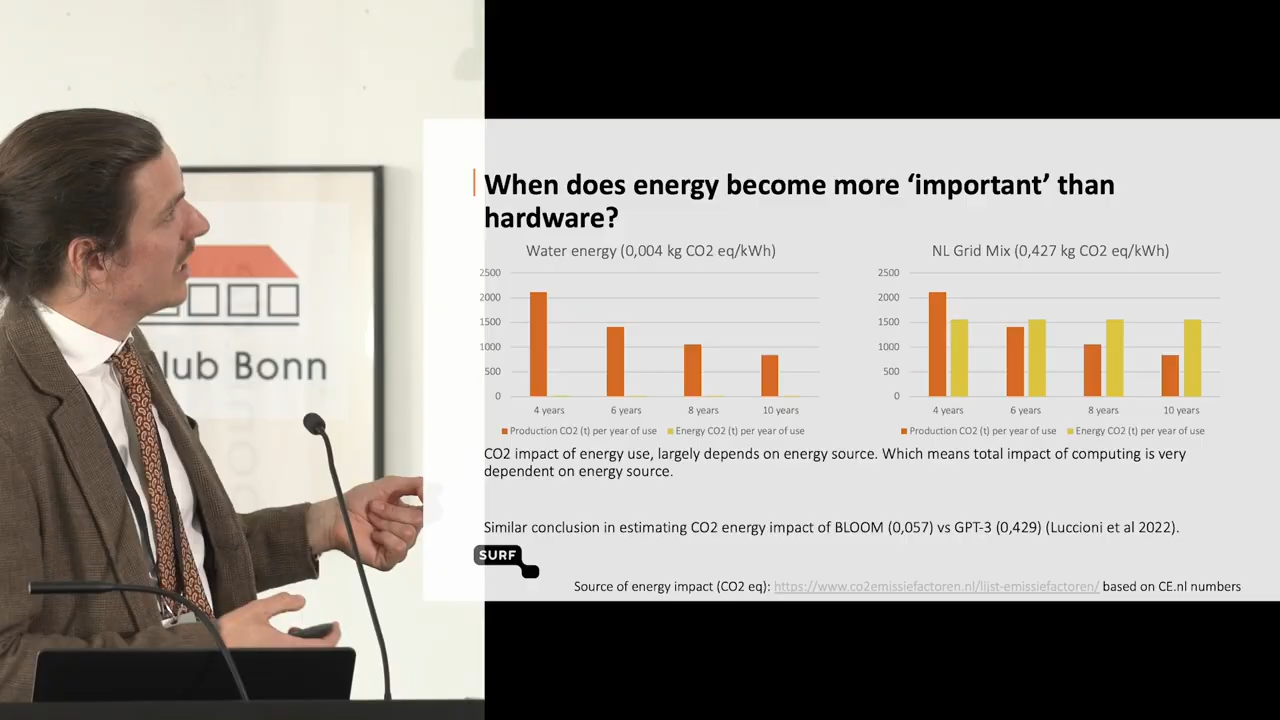 lub Bonn
When does energy become more ‘important’ than
hardware?
Water energy (0,004 kg CO2 eq/kWh)
2500
2000
1500
1000
500
0
4 years
6 years
8 years
10 years
Production CO2 (t) per year of use
Energy CO2 (t) per year of use
NL Grid Mix (0,427 kg CO2 eq/kWh)
2500
2000
1500
1000
500
0
4 years
6 years
8 years
10 years
Production CO2 (t) per year of use
Energy CO2 (t) per year of use
CO2 impact of energy use, largely depends on energy source. Which means total impact of computing is very
dependent on energy source.
Similar conclusion in estimating CO2 energy impact of BLOOM (0,057) vs GPT-3 (0,429) (Luccioni et al 2022).
SURF
Source of energy impact (CO2 eq): https://www.co2emissiefactoren.nl/lijst-emissiefactoren/ based on CE.nl numbers